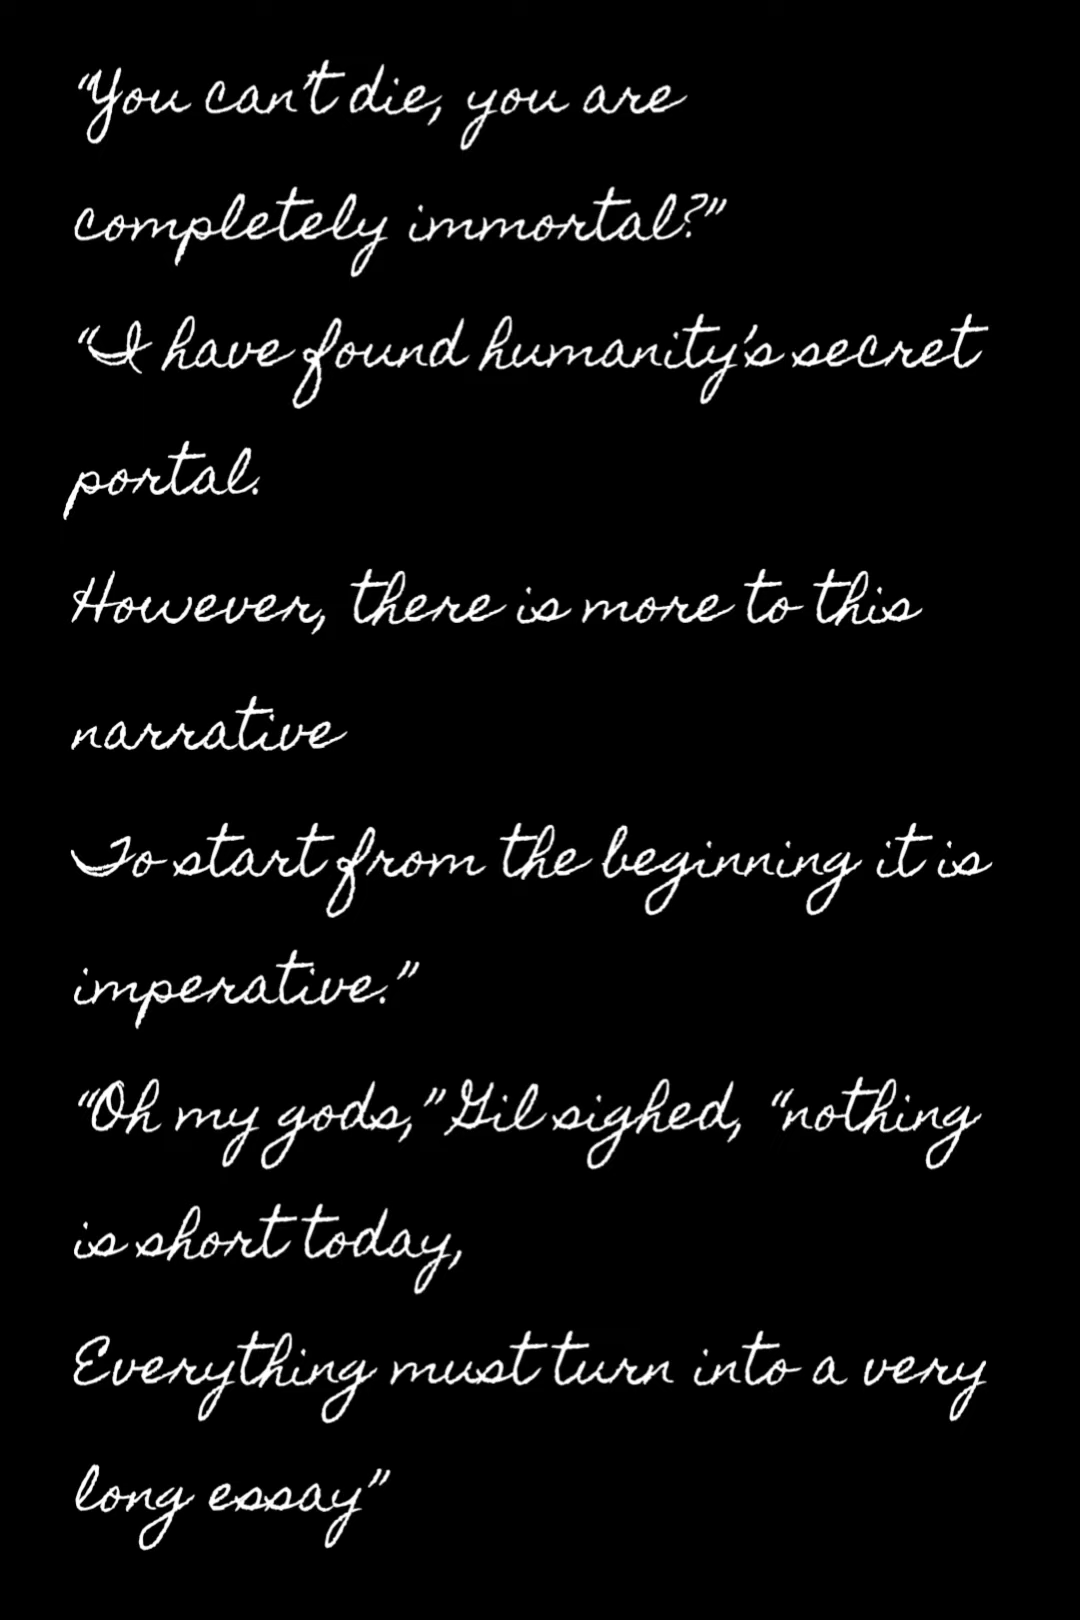 "You can't die, you are
completely immortal?"
"I have found humanity's secret
portal.
However, there is more to this
narrative
To start from the beginning it is
imperative."
"Oh my gods," Gil sighed, "nothing
is short today,
Everything must turn into a very
long essay"